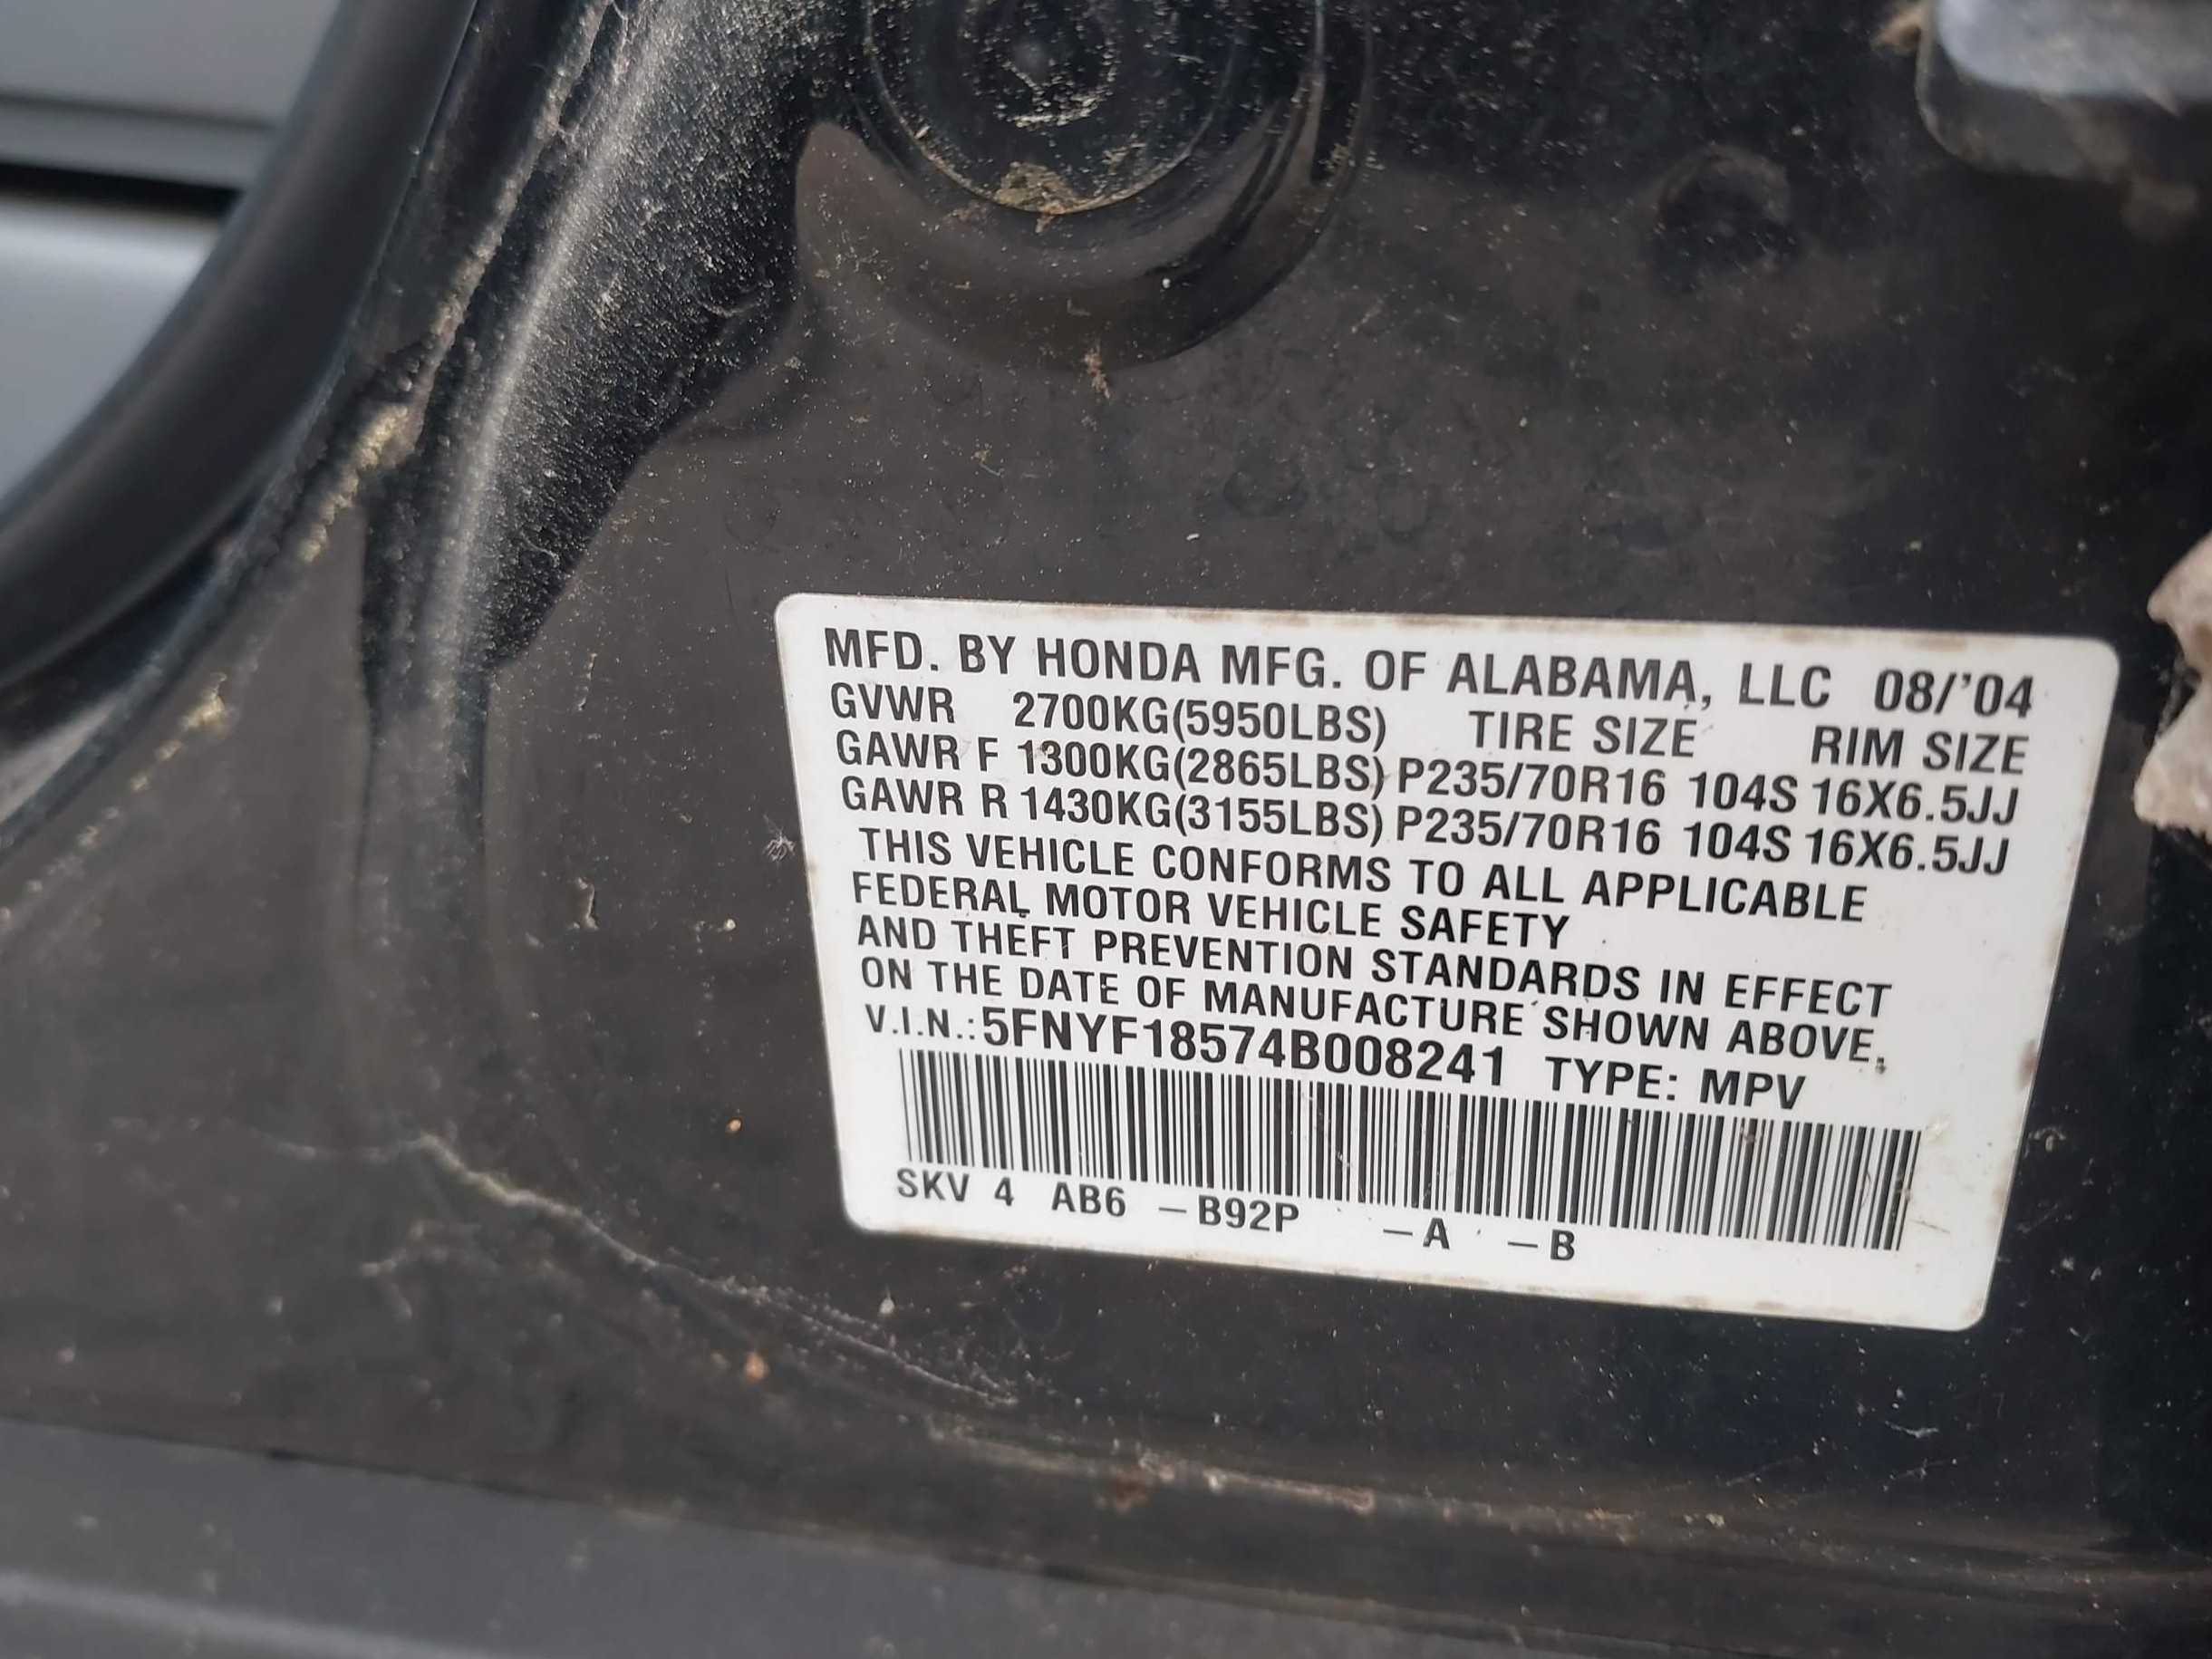 MFD. BY HONDA MFG. OF ALABAMA, LLC 08/'04
GVWR 2700KG(5950LBS) TIRE SIZE RIM SIZE
GAWR F 1300KG(2865LBS) P235/70R16 104S 16X6.5JJ
GAWR R 1430KG(3155LBS) P235/70R16 104S 16X6.5JJ
THIS VEHICLE CONFORMS TO ALL APPLICABLE
FEDERAL MOTOR VEHICLE SAFETY
AND THEFT PREVENTION STANDARDS IN EFFECT
ON THE DATE OF MANUFACTURE SHOWN ABOVE.
V.I.N.: 5FNYF18574B008241 TYPE: MPV
SKV 4 AB6 –B92P –A –B